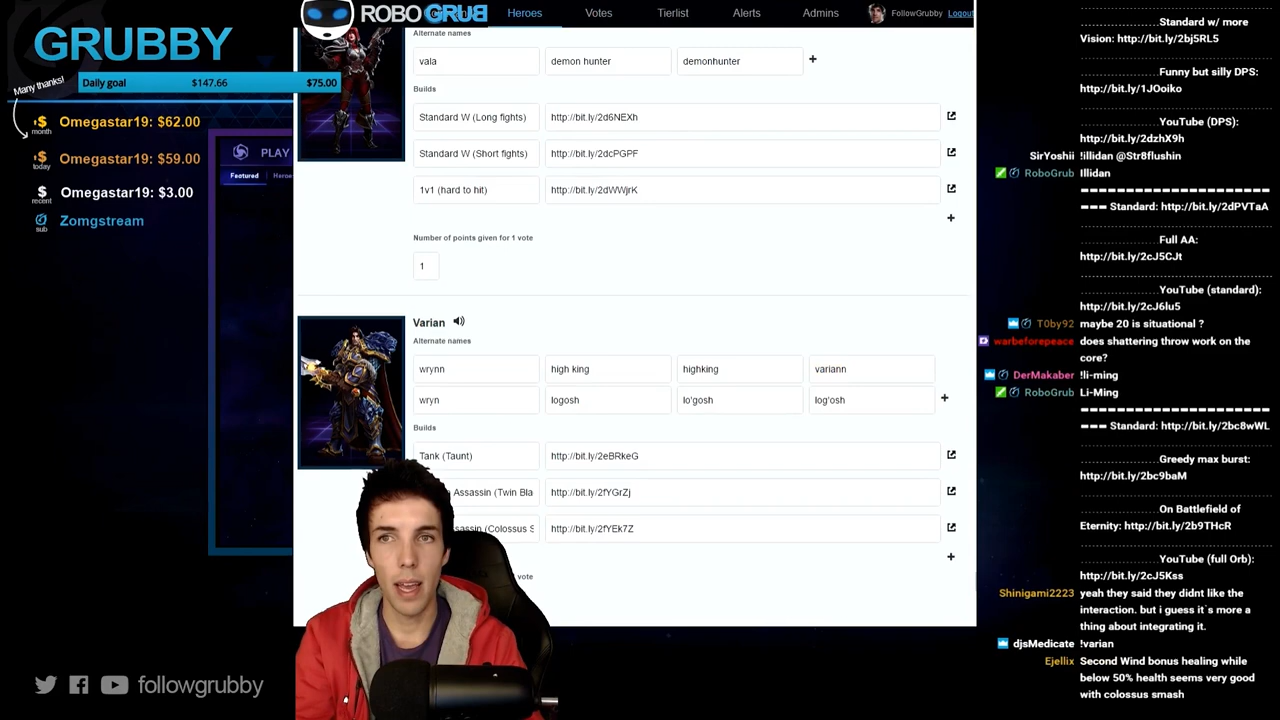 GRUBBY
Many thanks!
Daily goal $147.66 $75.00
month Omegastar19: $62.00
today Omegastar19: $59.00
recent Omegastar19: $3.00
sub Zomgstream
PLAY
Featured Heroe
followgrubby
ROBOGRUB
Heroes Votes Tierlist Alerts Admins FollowGrubby Logout
Alternate names
vala demon hunter demonhunter +
Builds
Standard W (Long fights) http://bit.ly/2d6NEXh
Standard W (Short fights) http://bit.ly/2dcPGPF
1v1 (hard to hit) http://bit.ly/2dWWjrK
+
Number of points given for 1 vote
1
Varian
Alternate names
wrynn high king highking variann
wryn logosh lo'gosh log'osh +
Builds
Tank (Taunt) http://bit.ly/2eBRkeG
Assassin (Twin Bla http://bit.ly/2fYGrZj
ssassin (Colossus S http://bit.ly/2fYEk7Z
+
vote
Standard w/ more
Vision: http://bit.ly/2bj5RL5
Funny but silly DPS:
http://bit.ly/1JOoiko
YouTube (DPS):
http://bit.ly/2dzhX9h
SirYoshii !illidan @Str8flushin
RoboGrub Illidan
Standard: http://bit.ly/2dPVTaA
Full AA:
http://bit.ly/2cJ5CJt
YouTube (standard):
http://bit.ly/2cJ6lu5
T0by92 maybe 20 is situational ?
warbeforepeace does shattering throw work on the
core?
DerMakaber !li-ming
RoboGrub Li-Ming
Standard: http://bit.ly/2bc8wWL
Greedy max burst:
http://bit.ly/2bc9baM
On Battlefield of
Eternity: http://bit.ly/2b9THcR
YouTube (full Orb):
http://bit.ly/2cJ5Kss
Shinigami2223 yeah they said they didnt like the
interaction. but i guess it's more a
thing about integrating it.
djsMedicate !varian
Ejellix Second Wind bonus healing while
below 50% health seems very good
with colossus smash